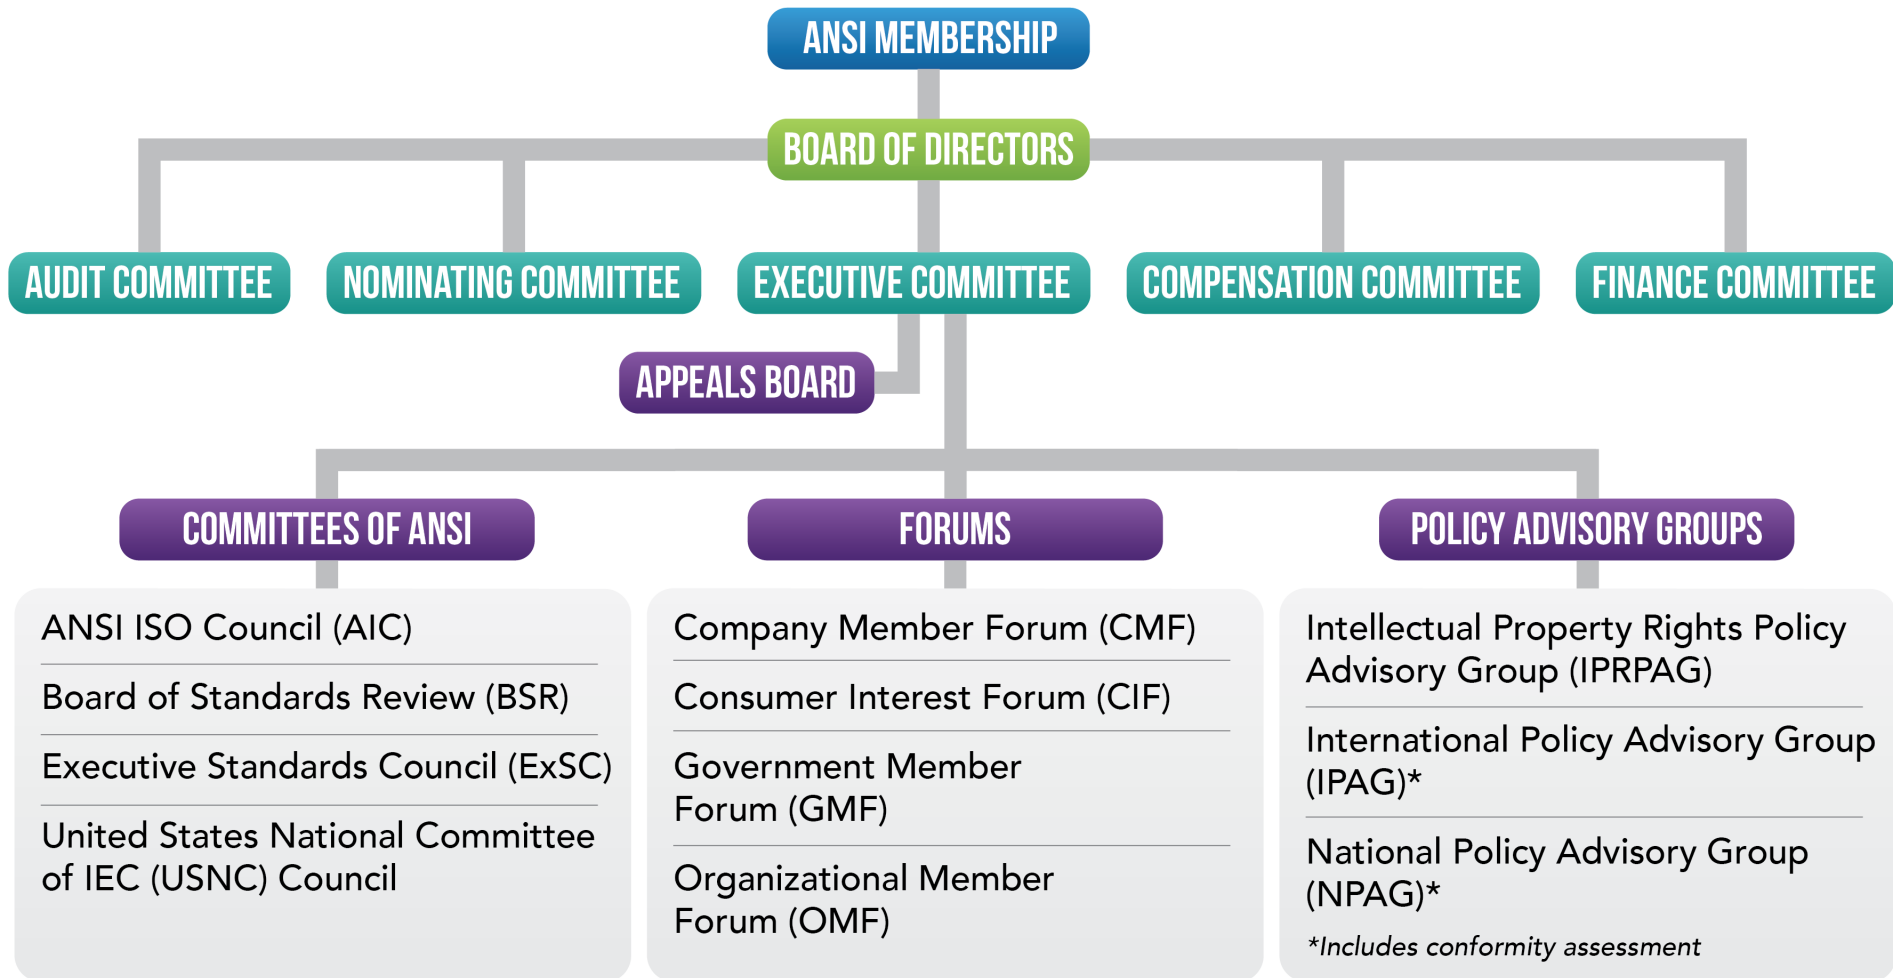 ANSI MEMBERSHIP
BOARD OF DIRECTORS
AUDIT COMMITTEE
NOMINATING COMMITTEE
EXECUTIVE COMMITTEE
COMPENSATION COMMITTEE
FINANCE COMMITTEE
APPEALS BOARD
COMMITTEES OF ANSI
ANSI ISO Council (AIC)
Board of Standards Review (BSR)
Executive Standards Council (ExSC)
United States National Committee
of IEC (USNC) Council
FORUMS
Company Member Forum (CMF)
Consumer Interest Forum (CIF)
Government Member
Forum (GMF)
Organizational Member
Forum (OMF)
POLICY ADVISORY GROUPS
Intellectual Property Rights Policy
Advisory Group (IPRPAG)
International Policy Advisory Group
(IPAG)*
National Policy Advisory Group
(NPAG)*
*Includes conformity assessment